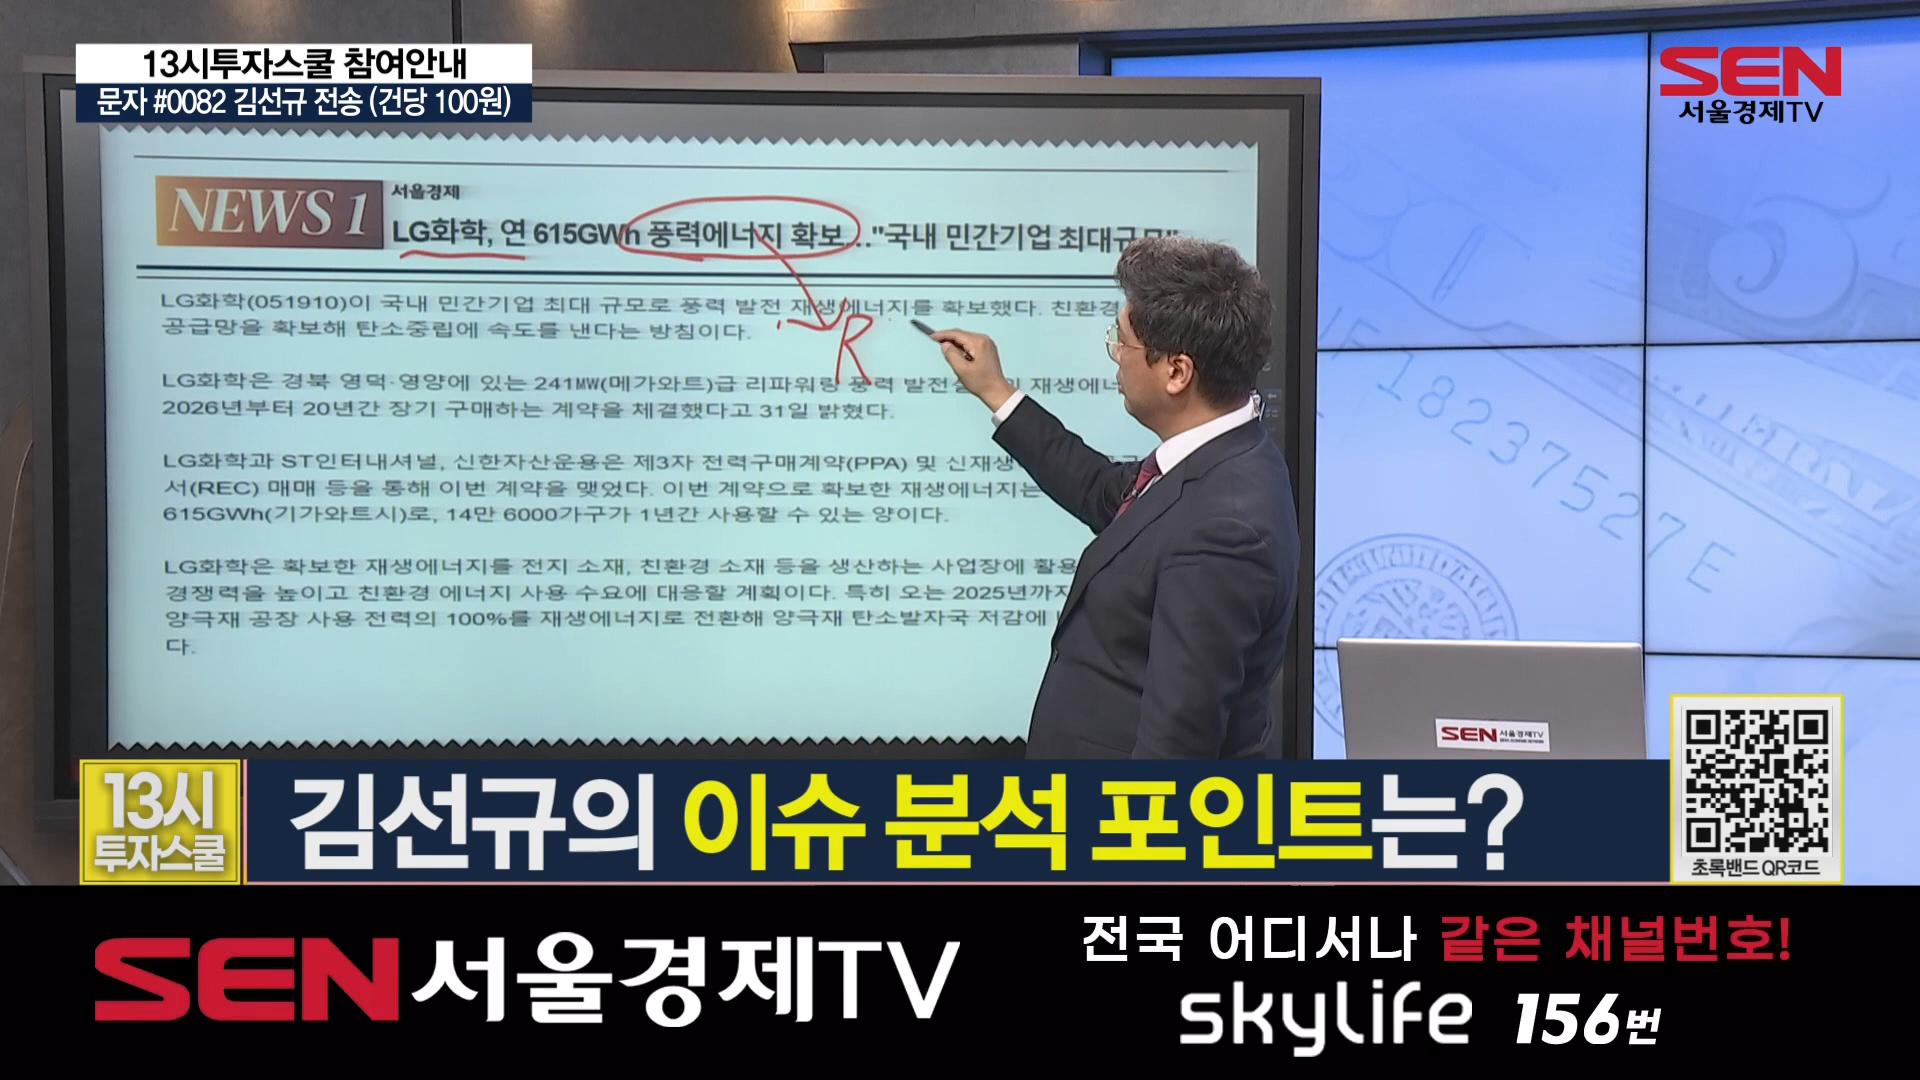 13시투자스쿨 참여안내
문자 #0082 김선규 전송 (건당 100원)
SEN
서울경제TV
NEWS 1
서울경제
LG화학, 연 615GWh 풍력에너지 확보…"국내 민간기업 최대규모"
LG화학(051910)이 국내 민간기업 최대 규모로 풍력 발전 재생에너지를 확보했다. 친환경
공급망을 확보해 탄소중립에 속도를 낸다는 방침이다.
R
LG화학은 경북 영덕·영양에 있는 241MW(메가와트)급 리파워링 풍력 발전 재생에너
2026년부터 20년간 장기 구매하는 계약을 체결했다고 31일 밝혔다.
LG화학과 ST인터내셔널, 신한자산운용은 제3자 전력구매계약(PPA) 및 신재생
서(REC) 매매 등을 통해 이번 계약을 맺었다. 이번 계약으로 확보한 재생에너지는
615GWh(기가와트시)로, 14만 6000가구가 1년간 사용할 수 있는 양이다.
LG화학은 확보한 재생에너지를 전지 소재, 친환경 소재 등을 생산하는 사업장에 활용
경쟁력을 높이고 친환경 에너지 사용 수요에 대응할 계획이다. 특히 오는 2025년까지
양극재 공장 사용 전력의 100%를 재생에너지로 전환해 양극재 탄소발자국 저감에
다.
18237527E
SEN 서울경제TV
13시
투자스쿨
김선규의 이슈 분석 포인트는?
초록밴드 QR코드
SEN 서울경제TV
전국 어디서나 같은 채널번호!
skylife 156번